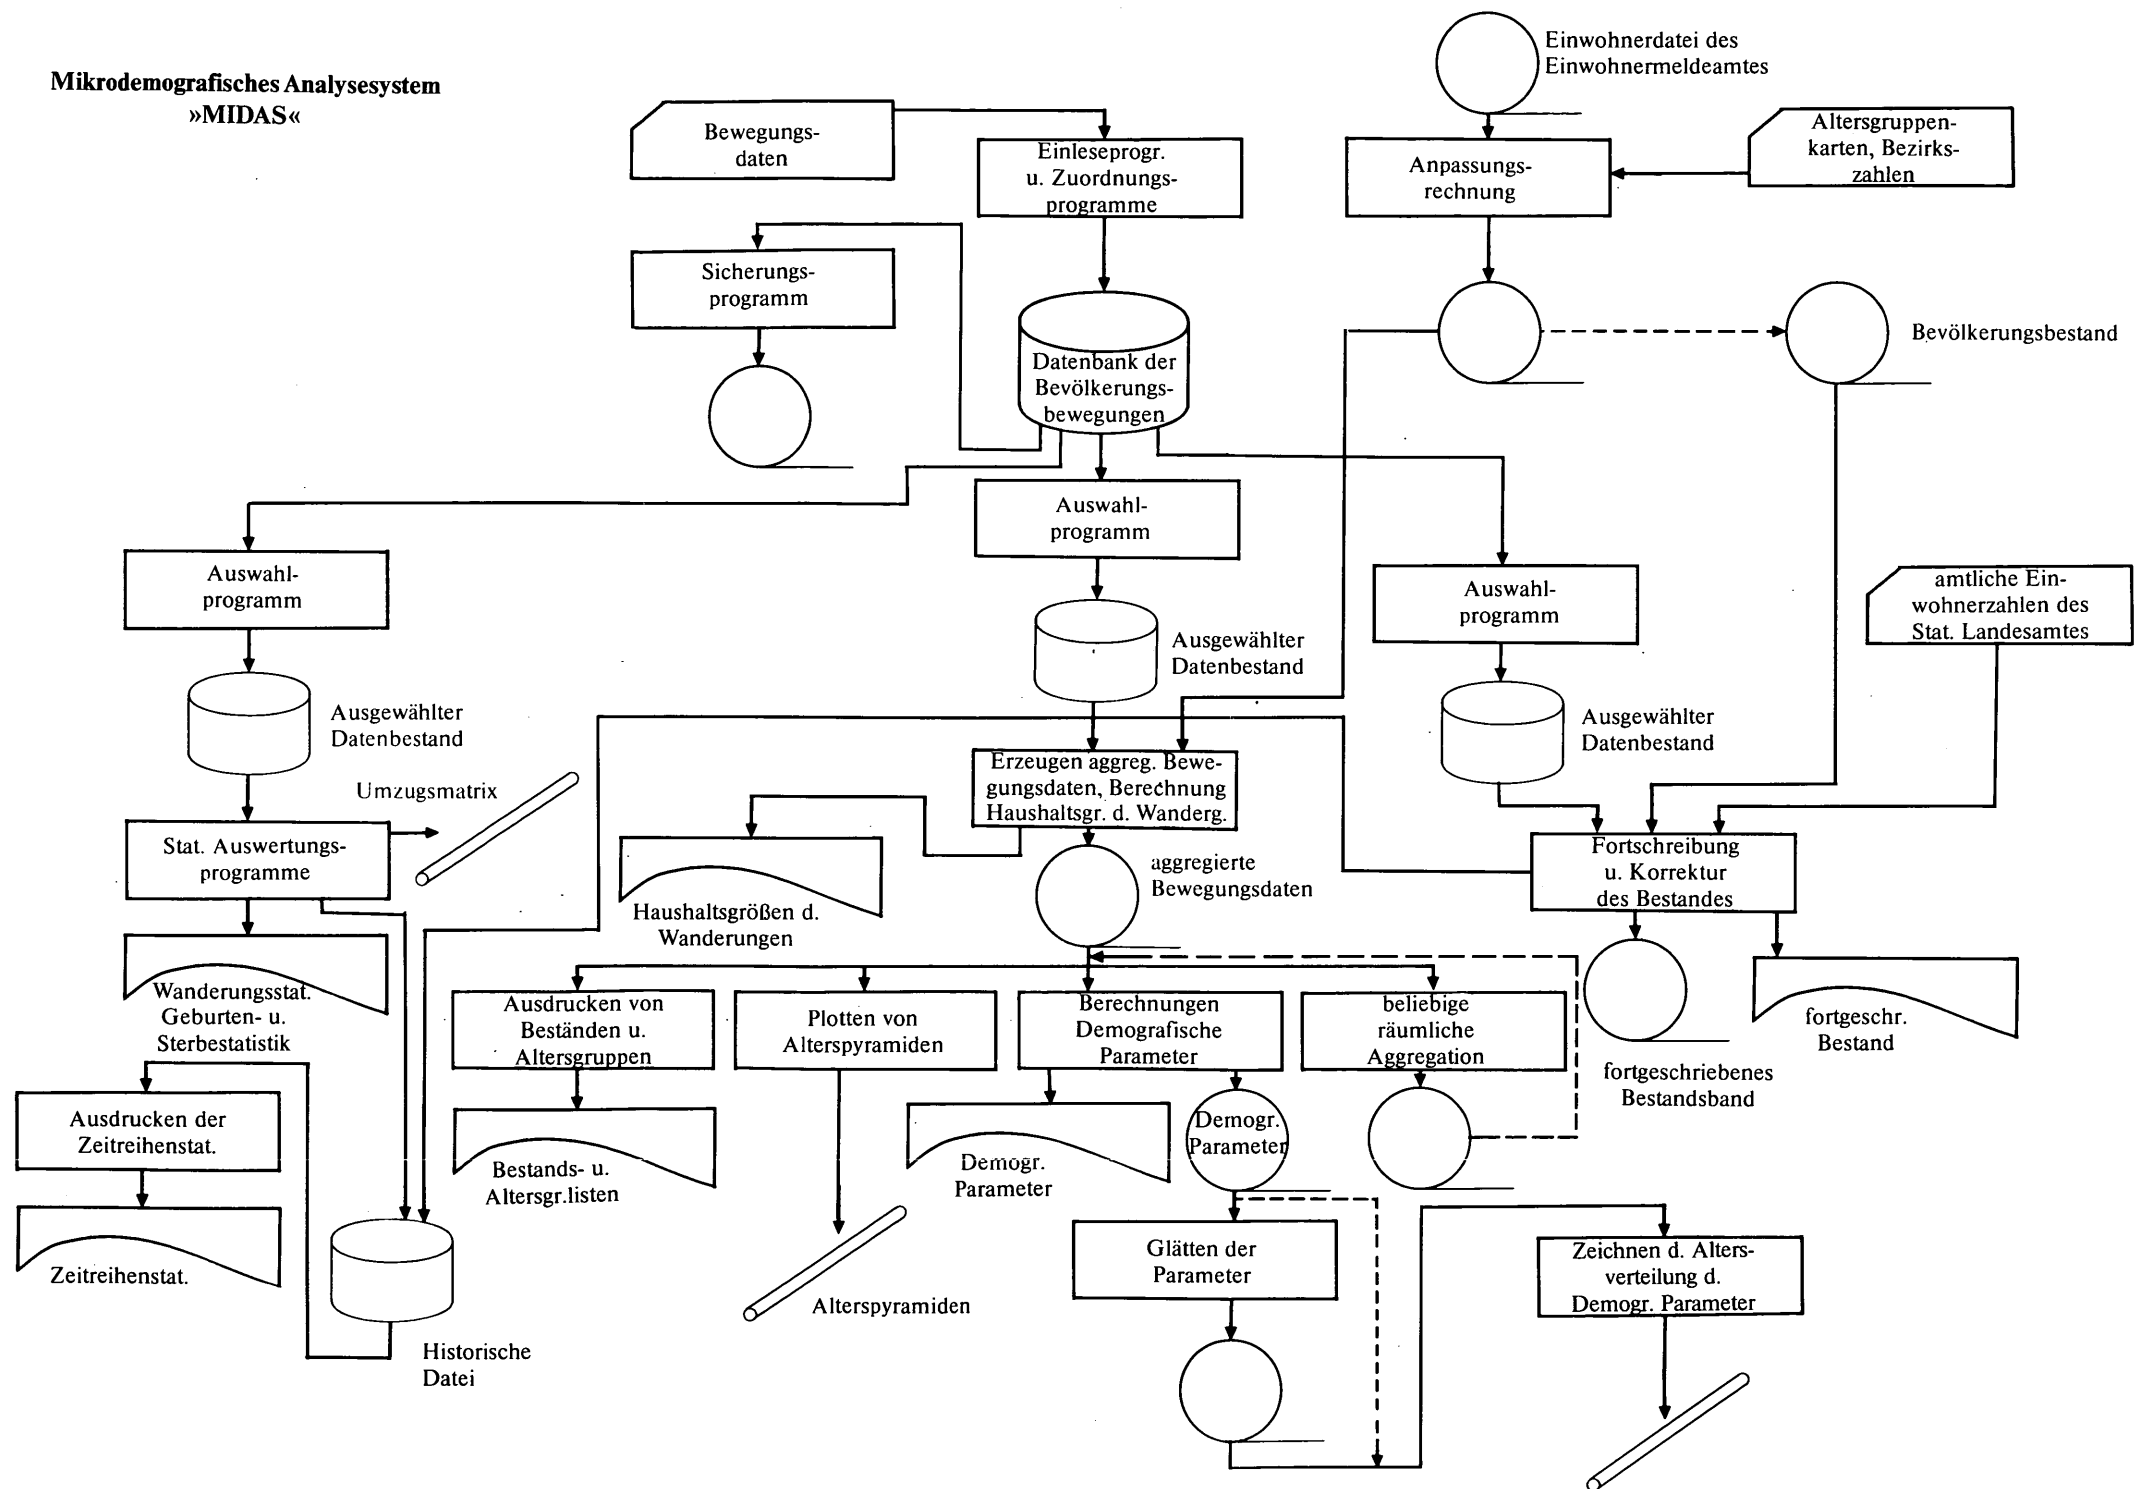 Mikrodemografisches Analysesystem
»MIDAS«
Einwohnerdatei des
Einwohnermeldeamtes
Bewegungs-
daten
Einleseprogr.
u. Zuordnungs-
programme
Anpassungs-
rechnung
Altersgruppen-
karten, Bezirks-
zahlen
Sicherungs-
programm
Datenbank der
Bevölkerungs-
bewegungen
Bevölkerungsbestand
Auswahl-
programm
Auswahl-
programm
Auswahl-
programm
amtliche Ein-
wohnerzahlen des
Stat. Landesamtes
Ausgewählter
Datenbestand
Ausgewählter
Datenbestand
Ausgewählter
Datenbestand
Umzugsmatrix
Erzeugen aggreg. Bewe-
gungsdaten, Berechnung
Haushaltsgr. d. Wanderg.
Stat. Auswertungs-
programme
Fortschreibung
u. Korrektur
des Bestandes
aggregierte
Bewegungsdaten
Haushaltsgrößen d.
Wanderungen
Wanderungsstat.
Geburten- u.
Sterbestatistik
Ausdrucken von
Beständen u.
Altersgruppen
Plotten von
Alterspyramiden
Berechnungen
Demografische
Parameter
beliebige
räumliche
Aggregation
fortgeschr.
Bestand
fortgeschriebenes
Bestandsband
Ausdrucken der
Zeitreihenstat.
Bestands- u.
Altersgr.listen
Demogr.
Parameter
Demogr.
Parameter
Zeitreihenstat.
Glätten der
Parameter
Zeichnen d. Alters-
verteilung d.
Demogr. Parameter
Alterspyramiden
Historische
Datei